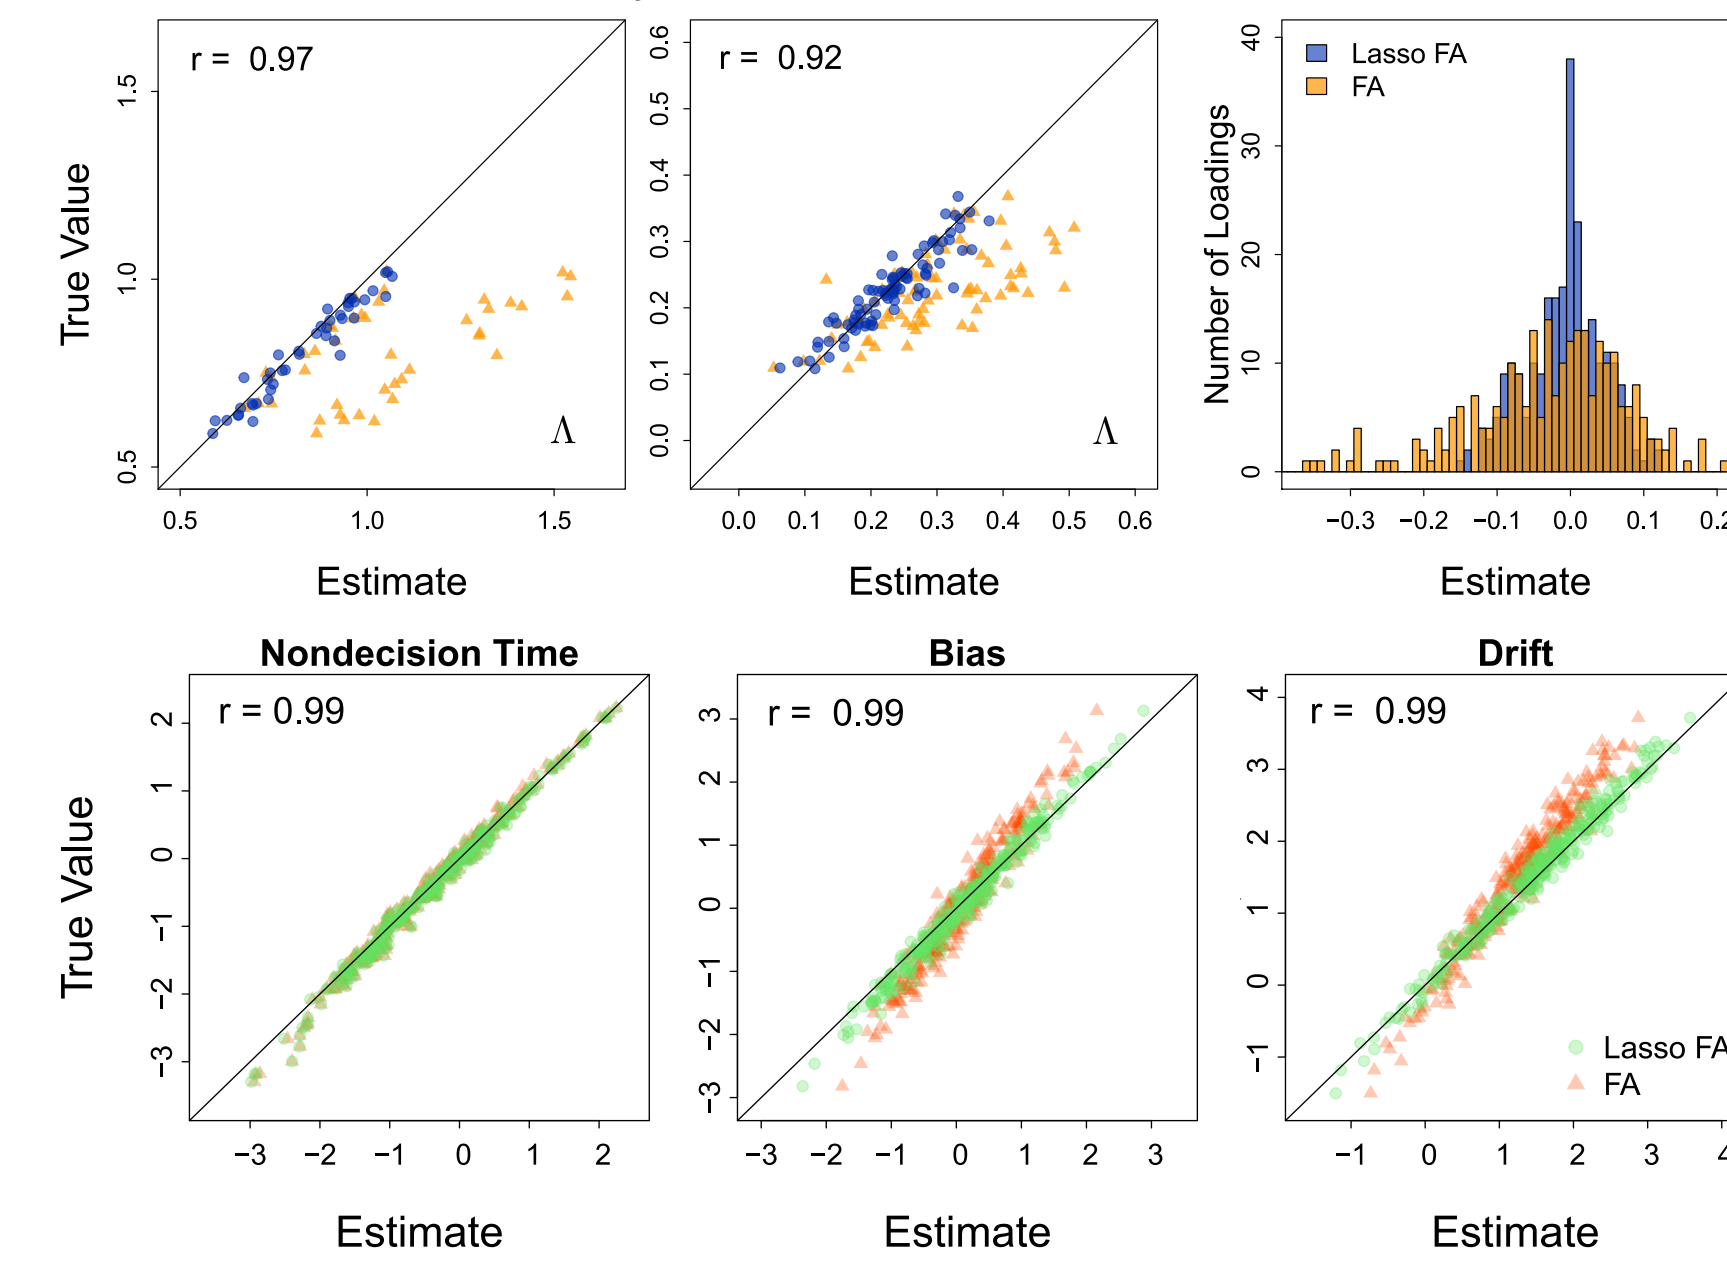 r = 0.97
True Value
0.5 1.0 1.5
0.5 1.0 1.5
Λ
Estimate
r = 0.92
0.0 0.1 0.2 0.3 0.4 0.5 0.6
0.0 0.1 0.2 0.3 0.4 0.5 0.6
Λ
Estimate
Lasso FA
FA
Number of Loadings
0 10 20 30 40
−0.3 −0.2 −0.1 0.0 0.1 0.2
Estimate
Nondecision Time
r = 0.99
True Value
−3 −2 −1 0 1 2
−3 −2 −1 0 1 2
Estimate
Bias
r = 0.99
−3 −2 −1 0 1 2 3
−3 −2 −1 0 1 2 3
Estimate
Drift
r = 0.99
−1 0 1 2 3 4
Lasso FA
FA
−1 0 1 2 3 4
Estimate